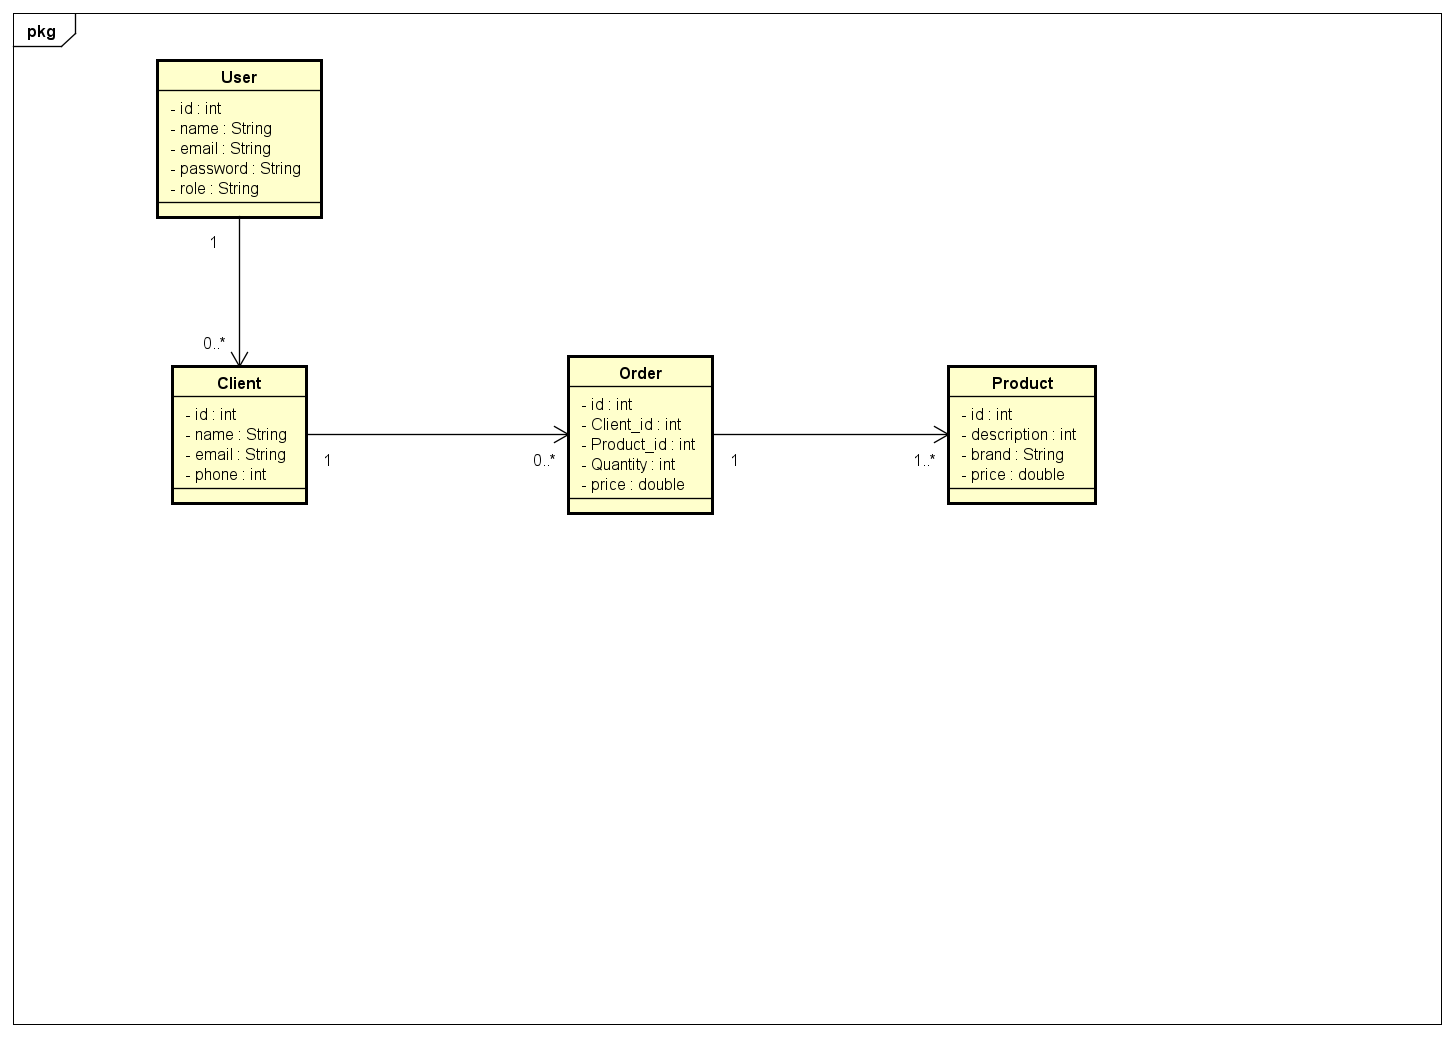 pkg
User
- id : int
- name : String
- email : String
- password : String
- role : String
1
0..*
Client
- id : int
- name : String
- email : String
- phone : int
1
0..*
Order
- id : int
- Client_id : int
- Product_id : int
- Quantity : int
- price : double
1
1..*
Product
- id : int
- description : int
- brand : String
- price : double